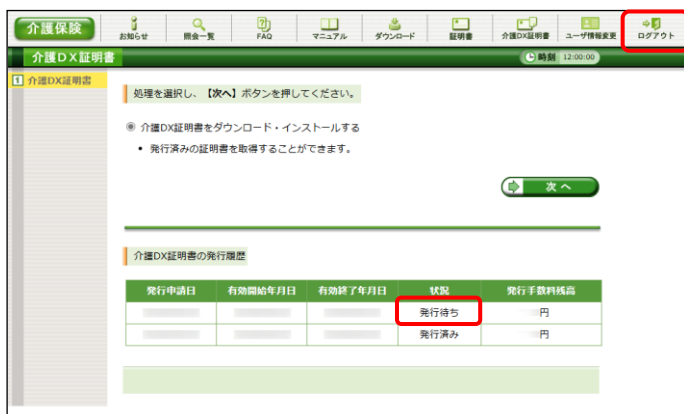 介護保険
お知らせ 照会一覧 FAQ マニュアル ダウンロード 証明書 介護DX証明書 ユーザ情報変更 ログアウト
介護DX証明書 時刻 12:00:00
1 介護DX証明書
処理を選択し、【次へ】ボタンを押してください。
介護DX証明書をダウンロード・インストールする
• 発行済みの証明書を取得することができます。
次へ
介護DX証明書の発行履歴
発行申請日 有効開始年月日 有効終了年月日 状況 発行手数料残高
発行待ち 円
発行済み 円